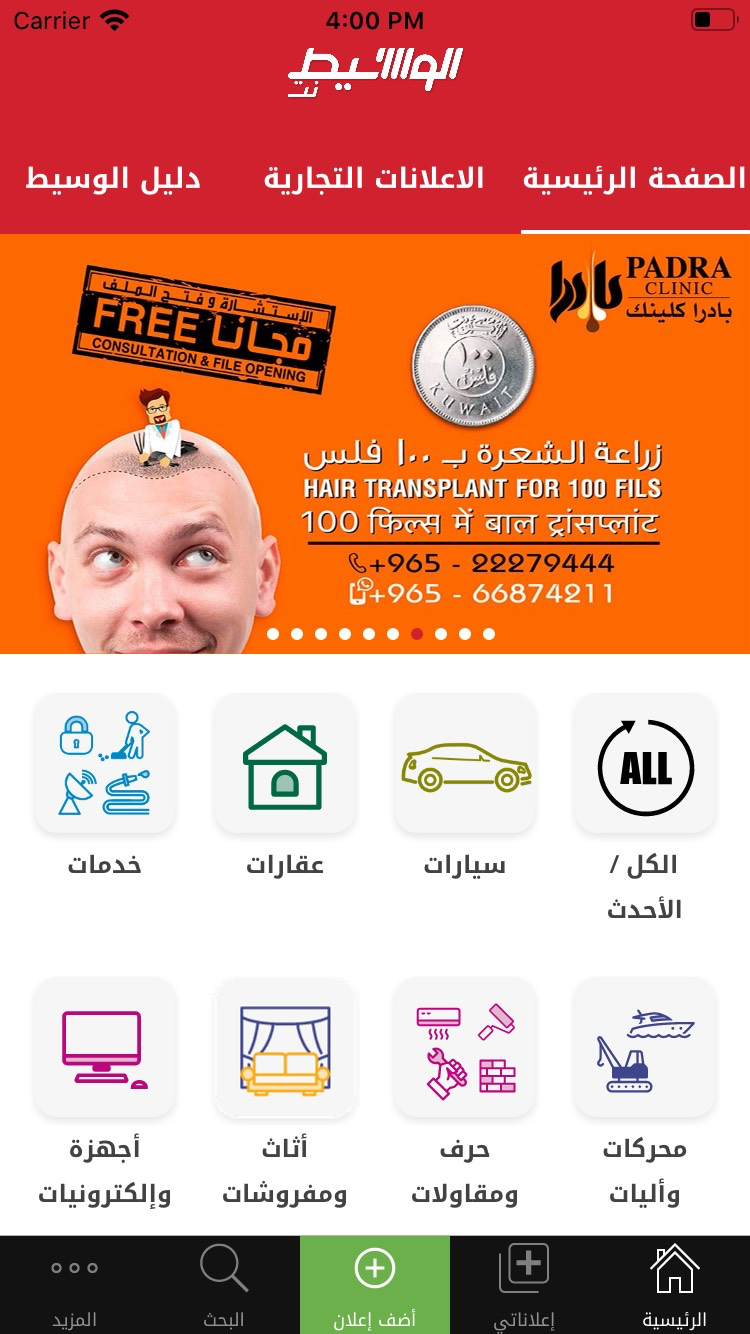 Carrier
4:00 PM
الوسيط
نت
الصفحة الرئيسية
الاعلانات التجارية
دليل الوسيط
PADRA
CLINIC
بادرا كلينك
الإستشارة و فتح الملف
FREE مجانا
CONSULTATION & FILE OPENING
١٠٠
فلس
KUWAIT
زراعة الشعرة بـ ١٠٠ فلس
HAIR TRANSPLANT FOR 100 FILS
100 फिल्स में बाल ट्रांसप्लांट
+965 - 22279444
+965 - 66874211
ALL
الكل /
الأحدث
سيارات
عقارات
خدمات
محركات
وأليات
حرف
ومقاولات
أثاث
ومفروشات
أجهزة
وإلكترونيات
الرئيسية
إعلاناتي
أضف إعلان
البحث
المزيد